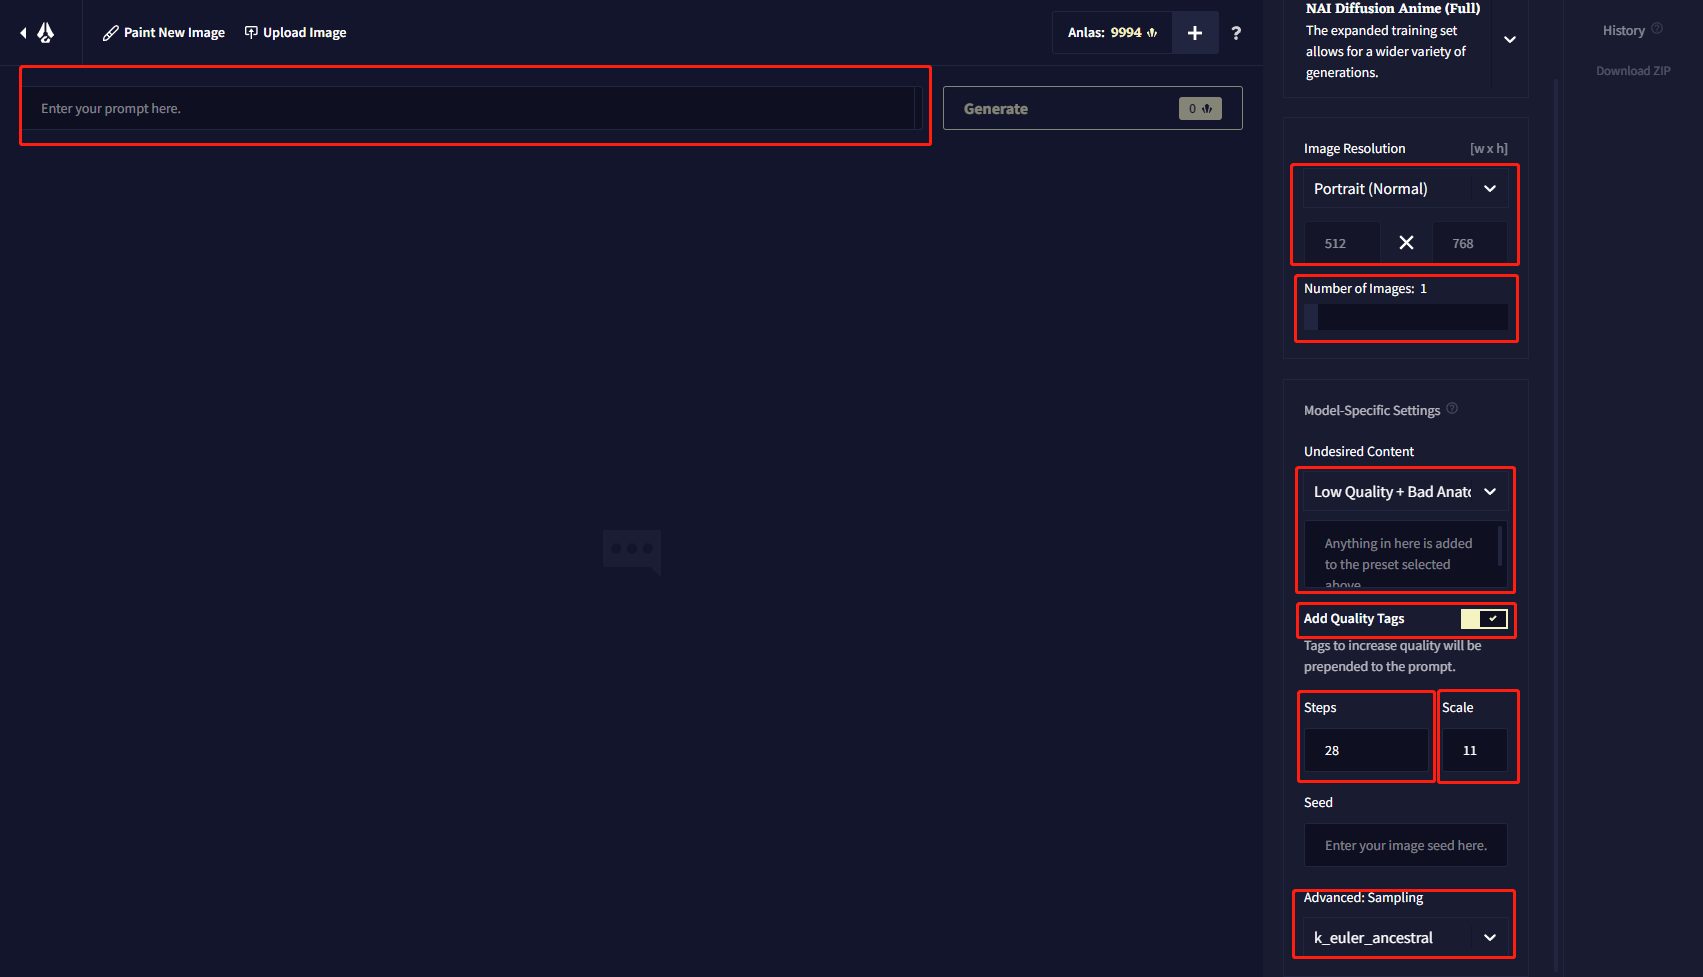 Paint New Image
Upload Image
Anlas: 9994
?
Enter your prompt here.
Generate
0
NAI Diffusion Anime (Full)
The expanded training set
allows for a wider variety of
generations.
Image Resolution
[w x h]
Portrait (Normal)
512
768
Number of Images: 1
Model-Specific Settings
Undesired Content
Low Quality + Bad Anato
Anything in here is added
to the preset selected
above
Add Quality Tags
Tags to increase quality will be
prepended to the prompt.
Steps
Scale
28
11
Seed
Enter your image seed here.
Advanced: Sampling
k_euler_ancestral
History
Download ZIP